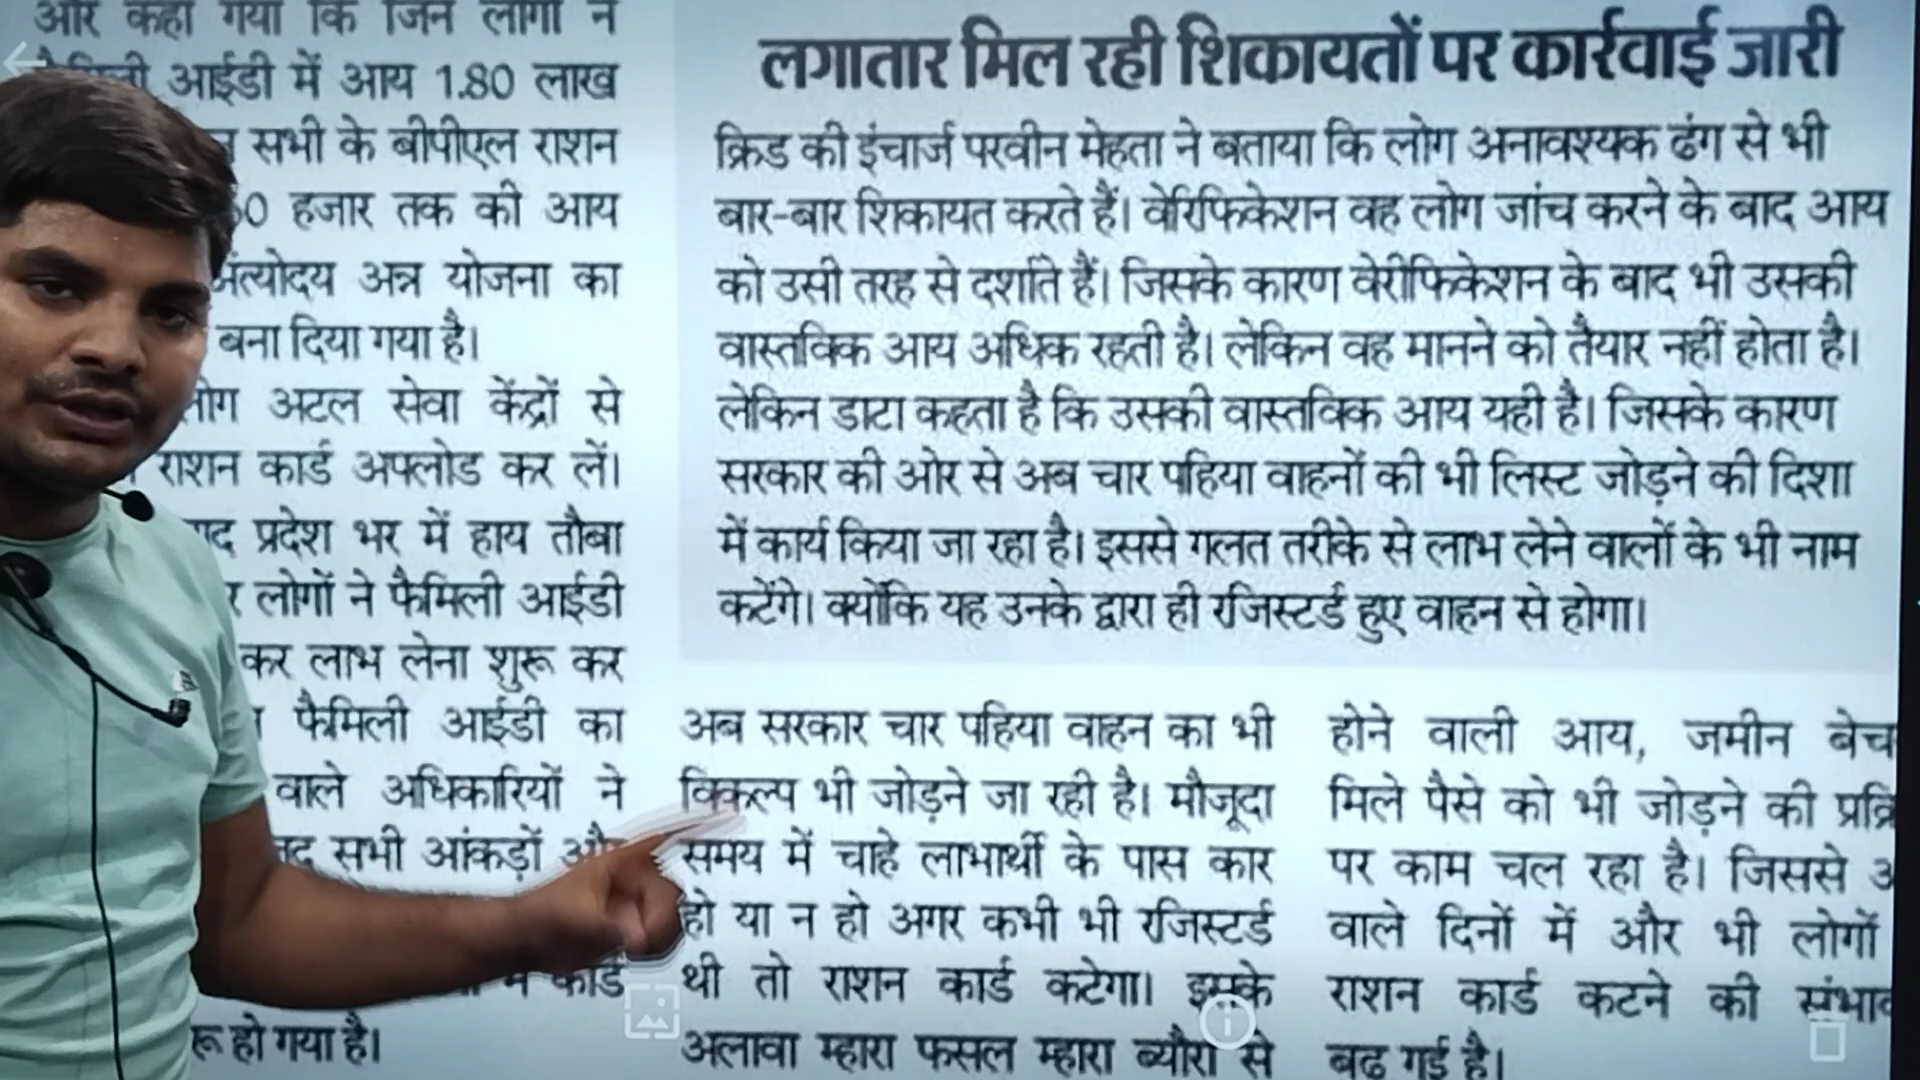 और कहा गया कि जिन लोगों ने
आईडी में आय 1.80 लाख
सभी के बीपीएल राशन
हजार तक की आय
अंत्योदय अन्न योजना का
बना दिया गया है।
अटल सेवा केंद्रों से
राशन कार्ड अपलोड कर लें।
प्रदेश भर में हाय तौबा
लोगों ने फैमिली आईडी
कर लाभ लेना शुरू कर
फैमिली आईडी का
वाले अधिकारियों ने
सभी आंकड़ों
कार्ड
हो गया है।
लगातार मिल रही शिकायतों पर कार्रवाई जारी
क्रिड की इंचार्ज परवीन मेहता ने बताया कि लोग अनावश्यक ढंग से भी
बार-बार शिकायत करते हैं। वेरिफिकेशन वह लोग जांच करने के बाद आय
को उसी तरह से दर्शाते हैं। जिसके कारण वेरीफिकेशन के बाद भी उसकी
वास्तविक आय अधिक रहती है। लेकिन वह मानने को तैयार नहीं होता है।
लेकिन डाटा कहता है कि उसकी वास्तविक आय यही है। जिसके कारण
सरकार की ओर से अब चार पहिया वाहनों की भी लिस्ट जोड़ने की दिशा
में कार्य किया जा रहा है। इससे गलत तरीके से लाभ लेने वालों के भी नाम
कटेंगे। क्योंकि यह उनके द्वारा ही रजिस्टर्ड हुए वाहन से होगा।
अब सरकार चार पहिया वाहन का भी
विकल्प भी जोड़ने जा रही है। मौजूदा
समय में चाहे लाभार्थी के पास कार
हो या न हो अगर कभी भी रजिस्टर्ड
थी तो राशन कार्ड कटेगा। इसके
अलावा म्हारा फसल म्हारा ब्यौरा से
होने वाली आय, जमीन बेच
मिले पैसे को भी जोड़ने की
पर काम चल रहा है। जिससे
वाले दिनों में और भी लोगों
राशन कार्ड कटने की
बढ़ गई है।